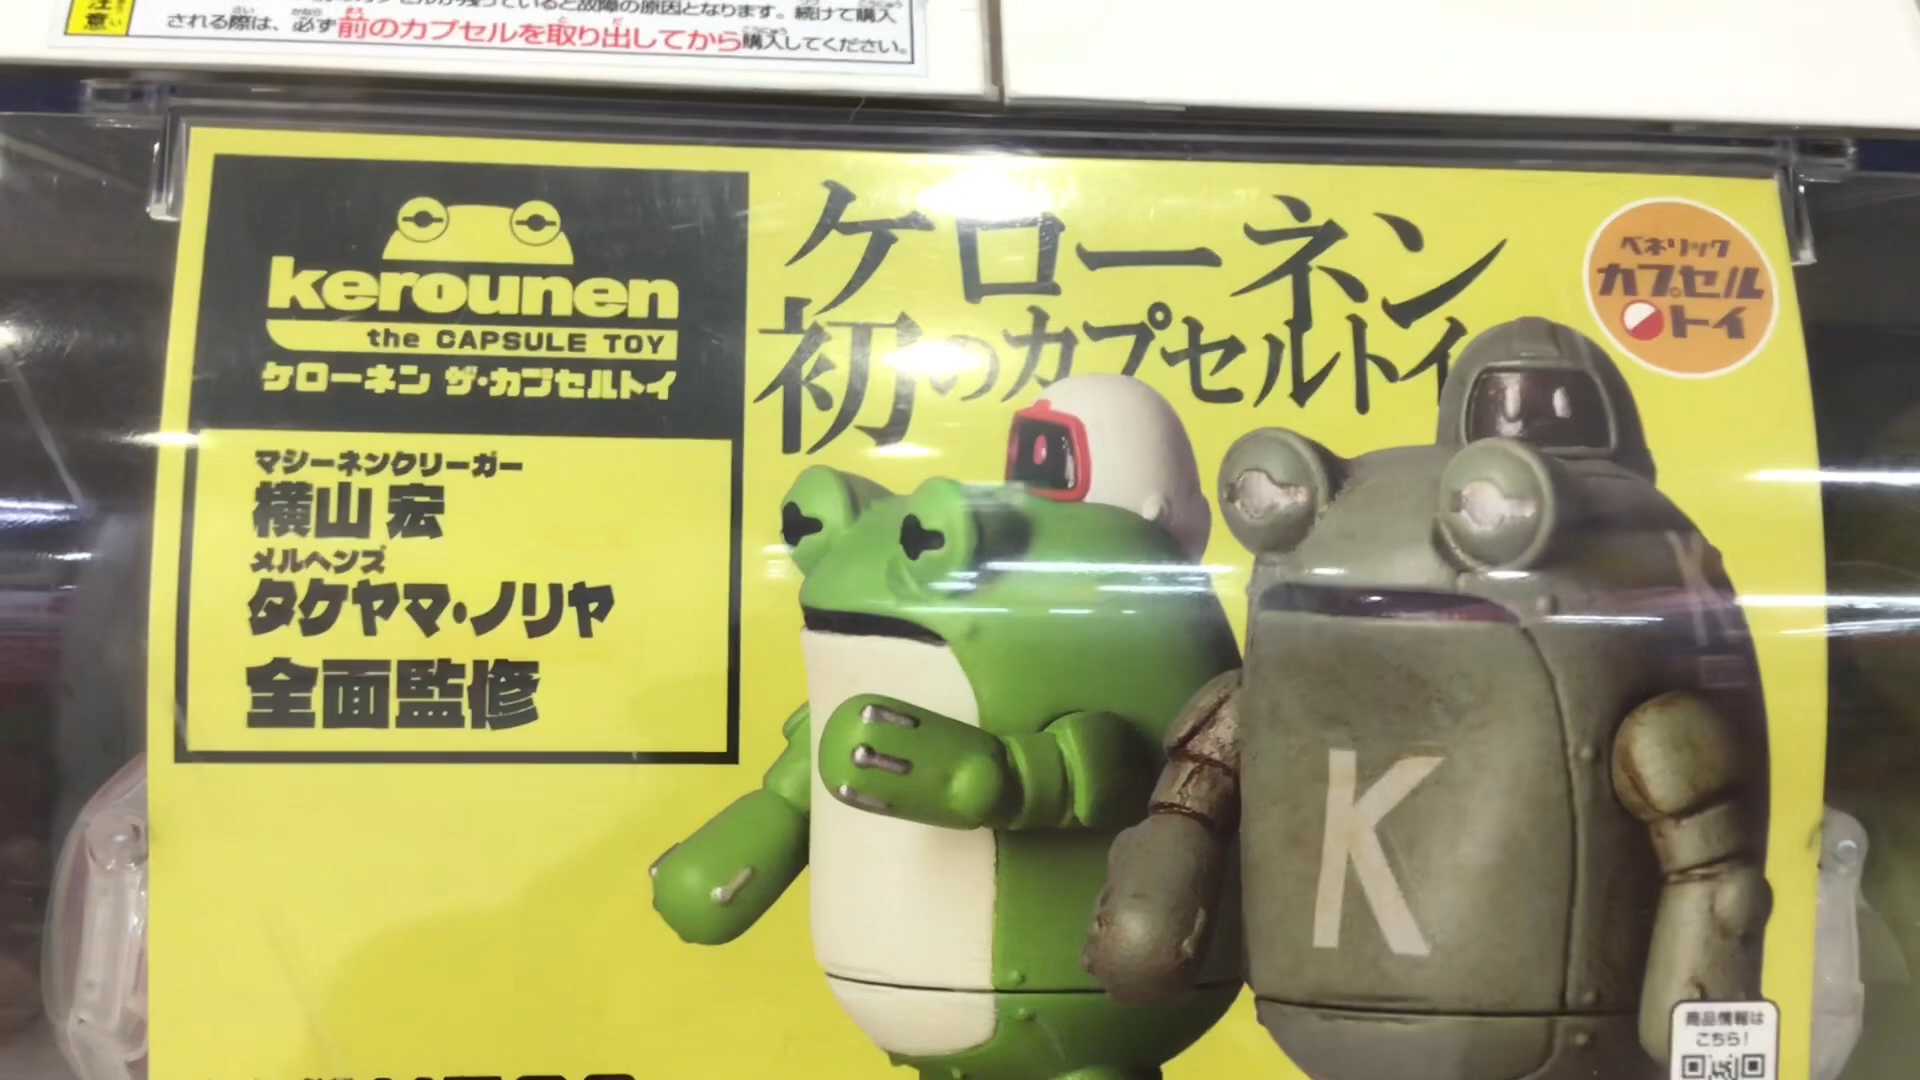 注意
されている際は、必ず前のカプセルを取り出してから購入してください。
kerounen
the CAPSULE TOY
ケローネン ザ・カプセルトイ
ケローネン
初のカプセルトイ
ベネリック
カプセル
トイ
マシーネンクリーガー
横山 宏
メルヘンズ
タケヤマ・ノリヤ
全面監修
K
K
商品情報は
こちら!